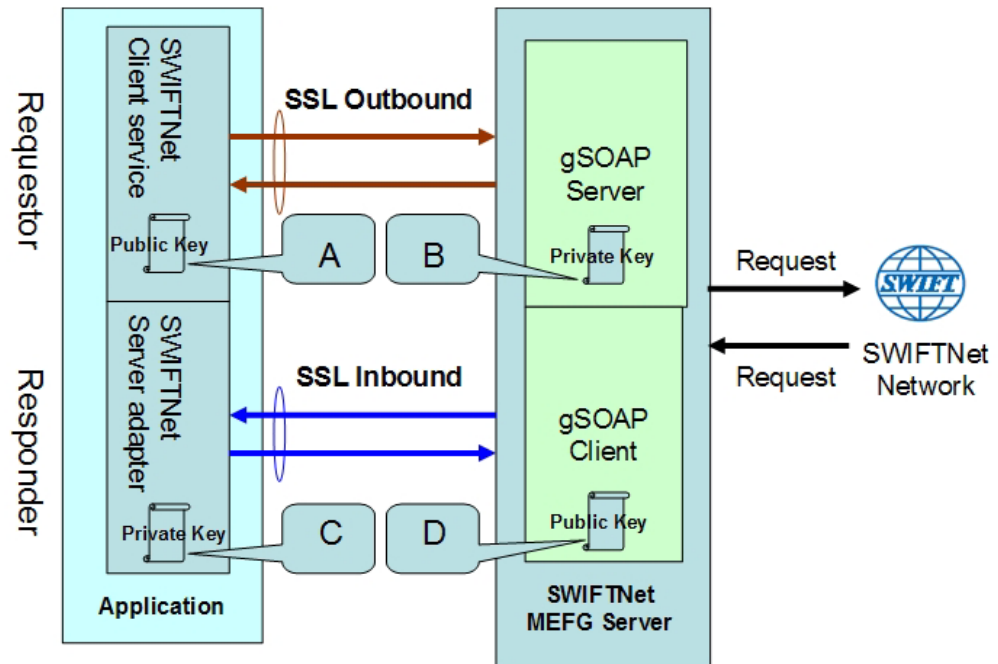 Requestor
SWIFTNet
Client service
Public Key
SSL Outbound
A
B
gSOAP
Server
Private Key
Request
SWIFT
SWIFTNet
Network
Request
Responder
SWIFTNet
Server adapter
Private Key
SSL Inbound
C
D
gSOAP
Client
Public Key
Application
SWIFTNet
MEFG Server